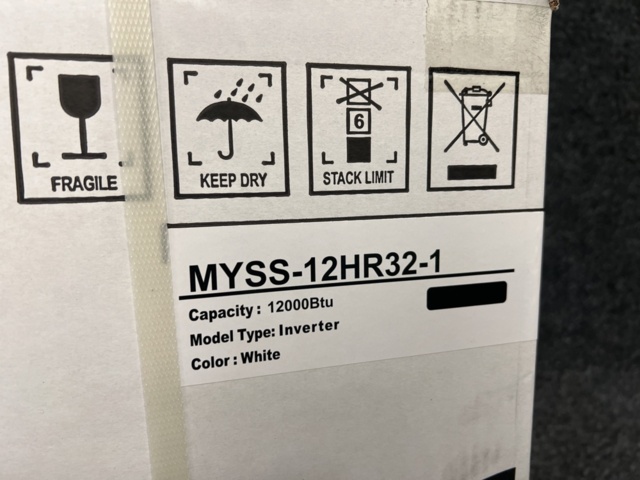 FRAGILE
KEEP DRY
6
STACK LIMIT
MYSS-12HR32-1
Capacity : 12000Btu
Model Type: Inverter
Color : White